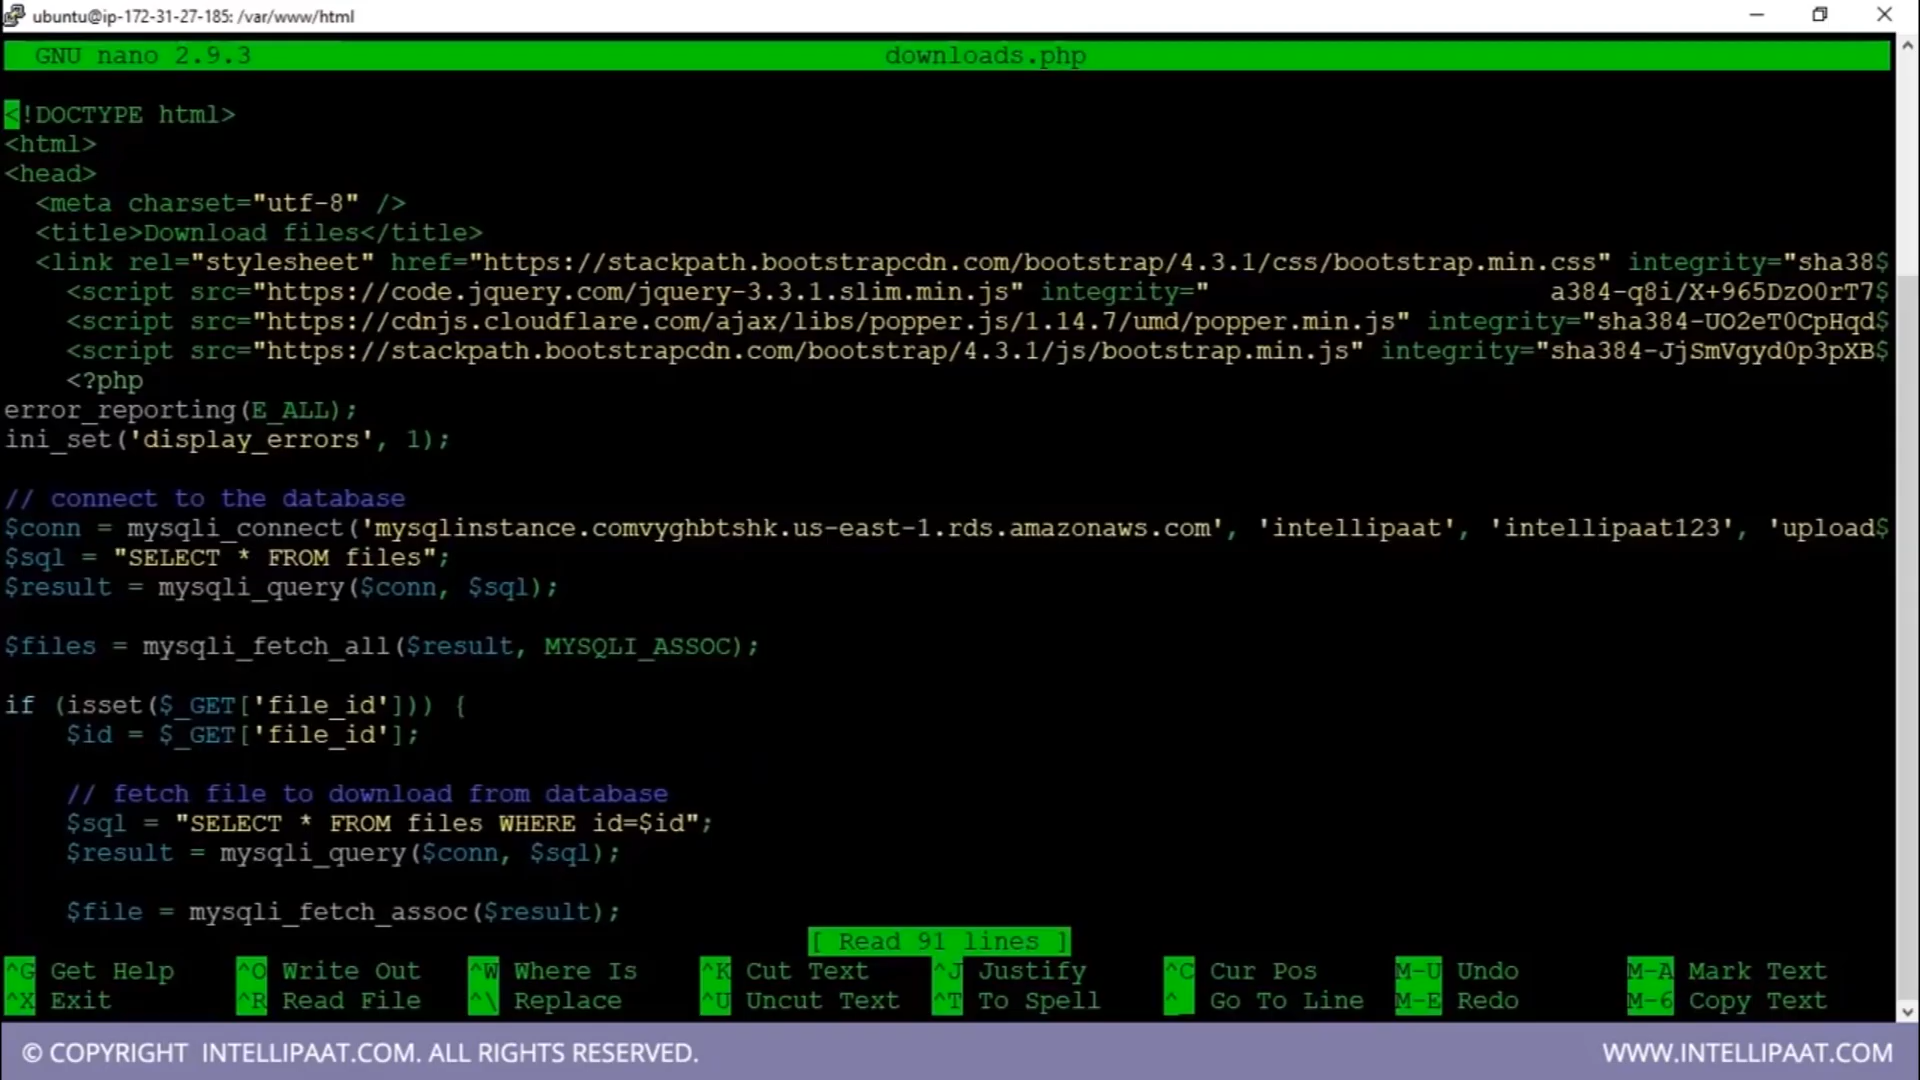 ubuntu@ip-172-31-27-185: /var/www/html
GNU nano 2.9.3 downloads.php
<!DOCTYPE html>
<html>
<head>
  <meta charset="utf-8" />
  <title>Download files</title>
  <link rel="stylesheet" href="https://stackpath.bootstrapcdn.com/bootstrap/4.3.1/css/bootstrap.min.css" integrity="sha38$
    <script src="https://code.jquery.com/jquery-3.3.1.slim.min.js" integrity=" a384-q8i/X+965DzO0rT7$
    <script src="https://cdnjs.cloudflare.com/ajax/libs/popper.js/1.14.7/umd/popper.min.js" integrity="sha384-UO2eT0CpHqd$
    <script src="https://stackpath.bootstrapcdn.com/bootstrap/4.3.1/js/bootstrap.min.js" integrity="sha384-JjSmVgyd0p3pXB$
    <?php
error_reporting(E_ALL);
ini_set('display_errors', 1);
// connect to the database
$conn = mysqli_connect('mysqlinstance.comvyghbtshk.us-east-1.rds.amazonaws.com', 'intellipaat', 'intellipaat123', 'upload$
$sql = "SELECT * FROM files";
$result = mysqli_query($conn, $sql);
$files = mysqli_fetch_all($result, MYSQLI_ASSOC);
if (isset($_GET['file_id'])) {
    $id = $_GET['file_id'];
    // fetch file to download from database
    $sql = "SELECT * FROM files WHERE id=$id";
    $result = mysqli_query($conn, $sql);
    $file = mysqli_fetch_assoc($result);
[ Read 91 lines ]
^G Get Help ^O Write Out ^W Where Is ^K Cut Text ^J Justify ^C Cur Pos M-U Undo M-A Mark Text
^X Exit ^R Read File ^\ Replace ^U Uncut Text ^T To Spell ^_ Go To Line M-E Redo M-6 Copy Text
© COPYRIGHT INTELLIPAAT.COM. ALL RIGHTS RESERVED. WWW.INTELLIPAAT.COM